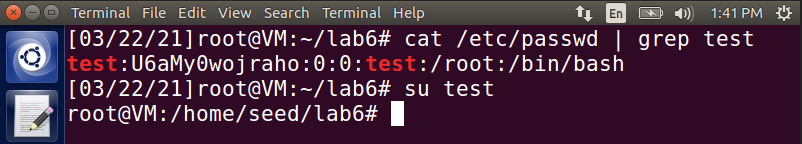 Terminal File Edit View Search Terminal Help En 1:41 PM
[03/22/21]root@VM:~/lab6# cat /etc/passwd | grep test
test:U6aMy0wojraho:0:0:test:/root:/bin/bash
[03/22/21]root@VM:~/lab6# su test
root@VM:/home/seed/lab6#